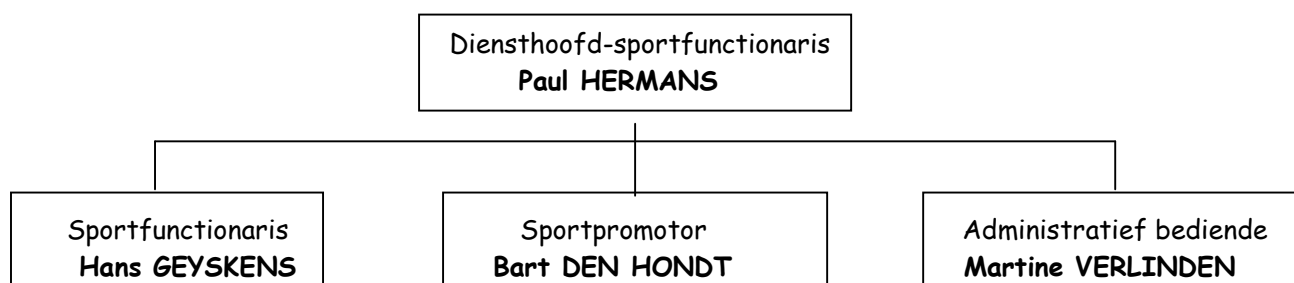 Diensthoofd-sportfunctionaris
Paul HERMANS
Sportfunctionaris
Hans GEYSKENS
Sportpromotor
Bart DEN HONDT
Administratief bediende
Martine VERLINDEN